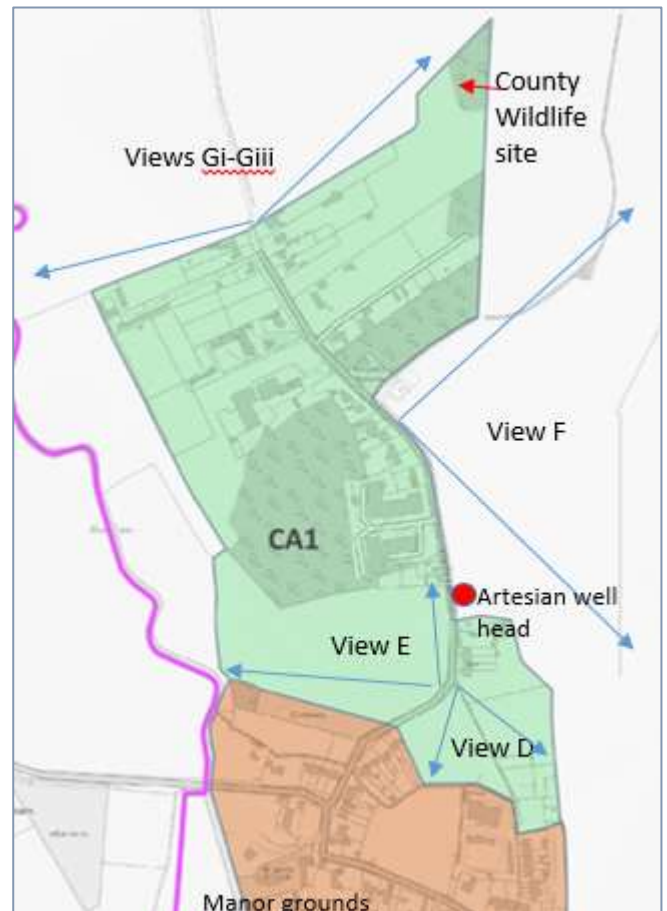 County
Wildlife
site
Views Gi-Giii
View F
CA1
Artesian well
head
View E
View D
Manor grounds